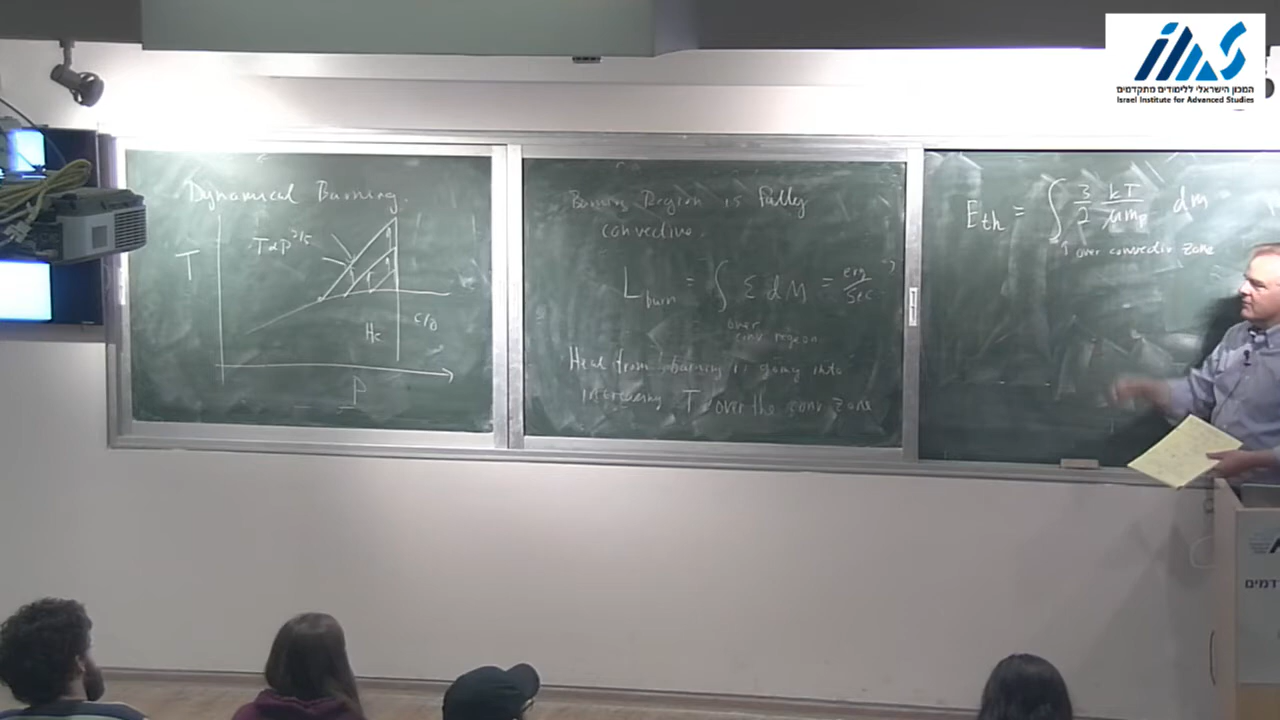 המכון הישראלי ללימודים מתקדמים
Israel Institute for Advanced Studies
Dynamical Burning.
T∝P^2/5
T
He
c/o
P
Burning Region is Fully
convective.
L_burn = ∫ ε dM = erg/sec
over
conv region
Heat from burning is going into
increasing T over the conv zone
E_th = ∫ 3/2 kT/μm_p dm
↑ over convective zone